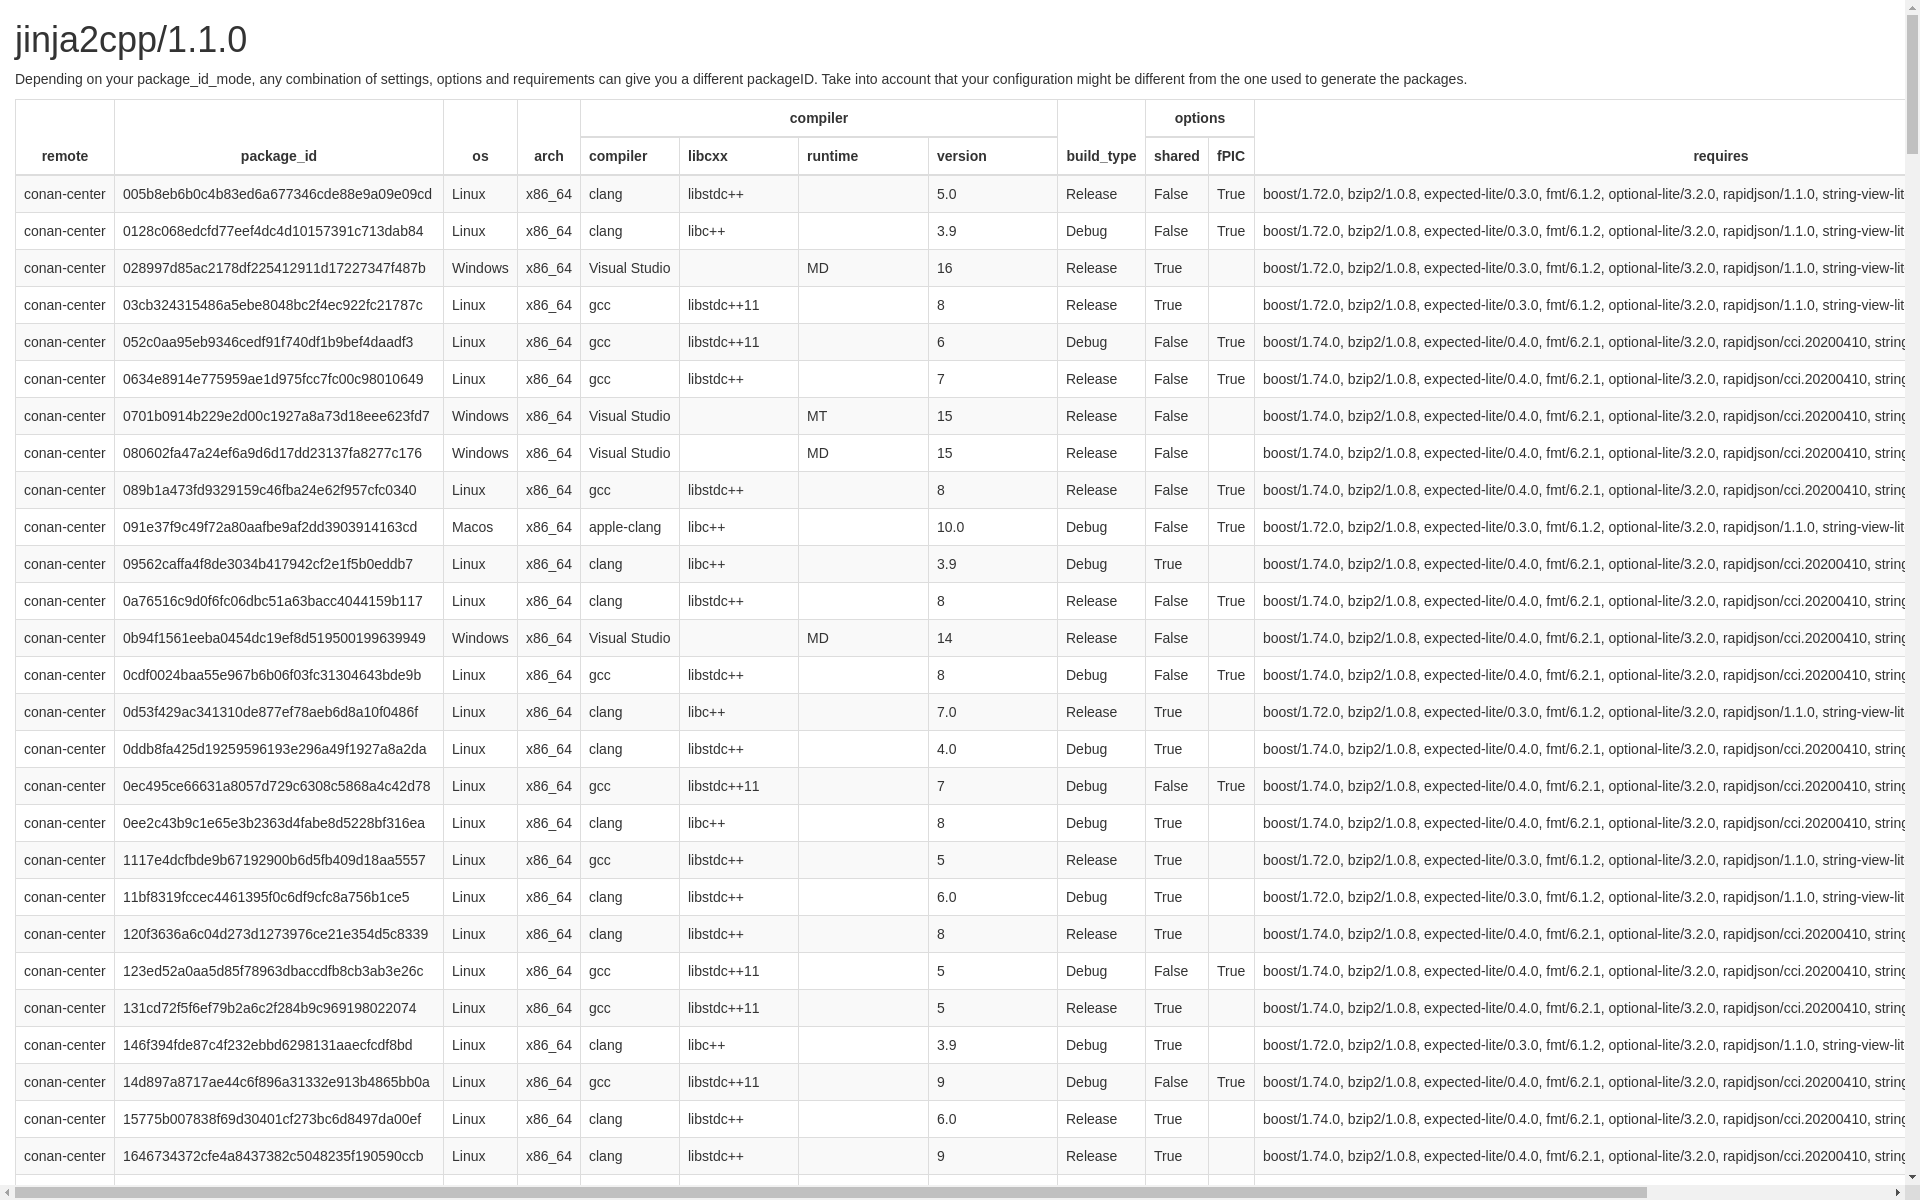 jinja2cpp/1.1.0
Depending on your package_id_mode, any combination of settings, options and requirements can give you a different packageID. Take into account that your configuration might be different from the one used to generate the packages.
compiler options
remote package_id os arch compiler libcxx runtime version build_type shared fPIC requires
conan-center 005b8eb6b0c4b83ed6a677346cde88e9a09e09cd Linux x86_64 clang libstdc++ 5.0 Release False True boost/1.72.0, bzip2/1.0.8, expected-lite/0.3.0, fmt/6.1.2, optional-lite/3.2.0, rapidjson/1.1.0, string-view-lit
conan-center 0128c068edcfd77eef4dc4d10157391c713dab84 Linux x86_64 clang libc++ 3.9 Debug False True boost/1.72.0, bzip2/1.0.8, expected-lite/0.3.0, fmt/6.1.2, optional-lite/3.2.0, rapidjson/1.1.0, string-view-lit
conan-center 028997d85ac2178df225412911d17227347f487b Windows x86_64 Visual Studio MD 16 Release True boost/1.72.0, bzip2/1.0.8, expected-lite/0.3.0, fmt/6.1.2, optional-lite/3.2.0, rapidjson/1.1.0, string-view-lit
conan-center 03cb324315486a5ebe8048bc2f4ec922fc21787c Linux x86_64 gcc libstdc++11 8 Release True boost/1.72.0, bzip2/1.0.8, expected-lite/0.3.0, fmt/6.1.2, optional-lite/3.2.0, rapidjson/1.1.0, string-view-lit
conan-center 052c0aa95eb9346cedf91f740df1b9bef4daadf3 Linux x86_64 gcc libstdc++11 6 Debug False True boost/1.74.0, bzip2/1.0.8, expected-lite/0.4.0, fmt/6.2.1, optional-lite/3.2.0, rapidjson/cci.20200410, string
conan-center 0634e8914e775959ae1d975fcc7fc00c98010649 Linux x86_64 gcc libstdc++ 7 Release False True boost/1.74.0, bzip2/1.0.8, expected-lite/0.4.0, fmt/6.2.1, optional-lite/3.2.0, rapidjson/cci.20200410, string
conan-center 0701b0914b229e2d00c1927a8a73d18eee623fd7 Windows x86_64 Visual Studio MT 15 Release False boost/1.74.0, bzip2/1.0.8, expected-lite/0.4.0, fmt/6.2.1, optional-lite/3.2.0, rapidjson/cci.20200410, string
conan-center 080602fa47a24ef6a9d6d17dd23137fa8277c176 Windows x86_64 Visual Studio MD 15 Release False boost/1.74.0, bzip2/1.0.8, expected-lite/0.4.0, fmt/6.2.1, optional-lite/3.2.0, rapidjson/cci.20200410, string
conan-center 089b1a473fd9329159c46fba24e62f957cfc0340 Linux x86_64 gcc libstdc++ 8 Release False True boost/1.74.0, bzip2/1.0.8, expected-lite/0.4.0, fmt/6.2.1, optional-lite/3.2.0, rapidjson/cci.20200410, string
conan-center 091e37f9c49f72a80aafbe9af2dd3903914163cd Macos x86_64 apple-clang libc++ 10.0 Debug False True boost/1.72.0, bzip2/1.0.8, expected-lite/0.3.0, fmt/6.1.2, optional-lite/3.2.0, rapidjson/1.1.0, string-view-lit
conan-center 09562caffa4f8de3034b417942cf2e1f5b0eddb7 Linux x86_64 clang libc++ 3.9 Debug True boost/1.74.0, bzip2/1.0.8, expected-lite/0.4.0, fmt/6.2.1, optional-lite/3.2.0, rapidjson/cci.20200410, string
conan-center 0a76516c9d0f6fc06dbc51a63bacc4044159b117 Linux x86_64 clang libstdc++ 8 Release False True boost/1.74.0, bzip2/1.0.8, expected-lite/0.4.0, fmt/6.2.1, optional-lite/3.2.0, rapidjson/cci.20200410, string
conan-center 0b94f1561eeba0454dc19ef8d519500199639949 Windows x86_64 Visual Studio MD 14 Release False boost/1.74.0, bzip2/1.0.8, expected-lite/0.4.0, fmt/6.2.1, optional-lite/3.2.0, rapidjson/cci.20200410, string
conan-center 0cdf0024baa55e967b6b06f03fc31304643bde9b Linux x86_64 gcc libstdc++ 8 Debug False True boost/1.74.0, bzip2/1.0.8, expected-lite/0.4.0, fmt/6.2.1, optional-lite/3.2.0, rapidjson/cci.20200410, string
conan-center 0d53f429ac341310de877ef78aeb6d8a10f0486f Linux x86_64 clang libc++ 7.0 Release True boost/1.72.0, bzip2/1.0.8, expected-lite/0.3.0, fmt/6.1.2, optional-lite/3.2.0, rapidjson/1.1.0, string-view-lit
conan-center 0ddb8fa425d19259596193e296a49f1927a8a2da Linux x86_64 clang libstdc++ 4.0 Debug True boost/1.74.0, bzip2/1.0.8, expected-lite/0.4.0, fmt/6.2.1, optional-lite/3.2.0, rapidjson/cci.20200410, string
conan-center 0ec495ce66631a8057d729c6308c5868a4c42d78 Linux x86_64 gcc libstdc++11 7 Debug False True boost/1.74.0, bzip2/1.0.8, expected-lite/0.4.0, fmt/6.2.1, optional-lite/3.2.0, rapidjson/cci.20200410, string
conan-center 0ee2c43b9c1e65e3b2363d4fabe8d5228bf316ea Linux x86_64 clang libc++ 8 Debug True boost/1.74.0, bzip2/1.0.8, expected-lite/0.4.0, fmt/6.2.1, optional-lite/3.2.0, rapidjson/cci.20200410, string
conan-center 1117e4dcfbde9b67192900b6d5fb409d18aa5557 Linux x86_64 gcc libstdc++ 5 Release True boost/1.72.0, bzip2/1.0.8, expected-lite/0.3.0, fmt/6.1.2, optional-lite/3.2.0, rapidjson/1.1.0, string-view-lit
conan-center 11bf8319fccec4461395f0c6df9cfc8a756b1ce5 Linux x86_64 clang libstdc++ 6.0 Debug True boost/1.72.0, bzip2/1.0.8, expected-lite/0.3.0, fmt/6.1.2, optional-lite/3.2.0, rapidjson/1.1.0, string-view-lit
conan-center 120f3636a6c04d273d1273976ce21e354d5c8339 Linux x86_64 clang libstdc++ 8 Release True boost/1.74.0, bzip2/1.0.8, expected-lite/0.4.0, fmt/6.2.1, optional-lite/3.2.0, rapidjson/cci.20200410, string
conan-center 123ed52a0aa5d85f78963dbaccdfb8cb3ab3e26c Linux x86_64 gcc libstdc++11 5 Debug False True boost/1.74.0, bzip2/1.0.8, expected-lite/0.4.0, fmt/6.2.1, optional-lite/3.2.0, rapidjson/cci.20200410, string
conan-center 131cd72f5f6ef79b2a6c2f284b9c969198022074 Linux x86_64 gcc libstdc++11 5 Release True boost/1.74.0, bzip2/1.0.8, expected-lite/0.4.0, fmt/6.2.1, optional-lite/3.2.0, rapidjson/cci.20200410, string
conan-center 146f394fde87c4f232ebbd6298131aaecfcdf8bd Linux x86_64 clang libc++ 3.9 Debug True boost/1.72.0, bzip2/1.0.8, expected-lite/0.3.0, fmt/6.1.2, optional-lite/3.2.0, rapidjson/1.1.0, string-view-lit
conan-center 14d897a8717ae44c6f896a31332e913b4865bb0a Linux x86_64 gcc libstdc++11 9 Debug False True boost/1.74.0, bzip2/1.0.8, expected-lite/0.4.0, fmt/6.2.1, optional-lite/3.2.0, rapidjson/cci.20200410, string
conan-center 15775b007838f69d30401cf273bc6d8497da00ef Linux x86_64 clang libstdc++ 6.0 Release True boost/1.74.0, bzip2/1.0.8, expected-lite/0.4.0, fmt/6.2.1, optional-lite/3.2.0, rapidjson/cci.20200410, string
conan-center 1646734372cfe4a8437382c5048235f190590ccb Linux x86_64 clang libstdc++ 9 Release True boost/1.74.0, bzip2/1.0.8, expected-lite/0.4.0, fmt/6.2.1, optional-lite/3.2.0, rapidjson/cci.20200410, string